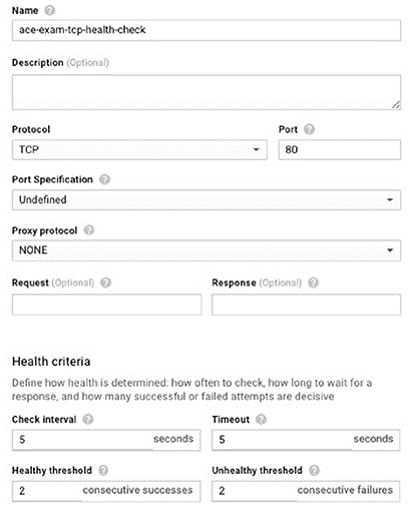 Name
ace-exam-tcp-health-check
Description (Optional)
Protocol Port
TCP 80
Port Specification
Undefined
Proxy protocol
NONE
Request (Optional) Response (Optional)
Health criteria
Define how health is determined: how often to check, how long to wait for a
response, and how many successful or failed attempts are decisive
Check interval Timeout
5 seconds 5 seconds
Healthy threshold Unhealthy threshold
2 consecutive successes 2 consecutive failures